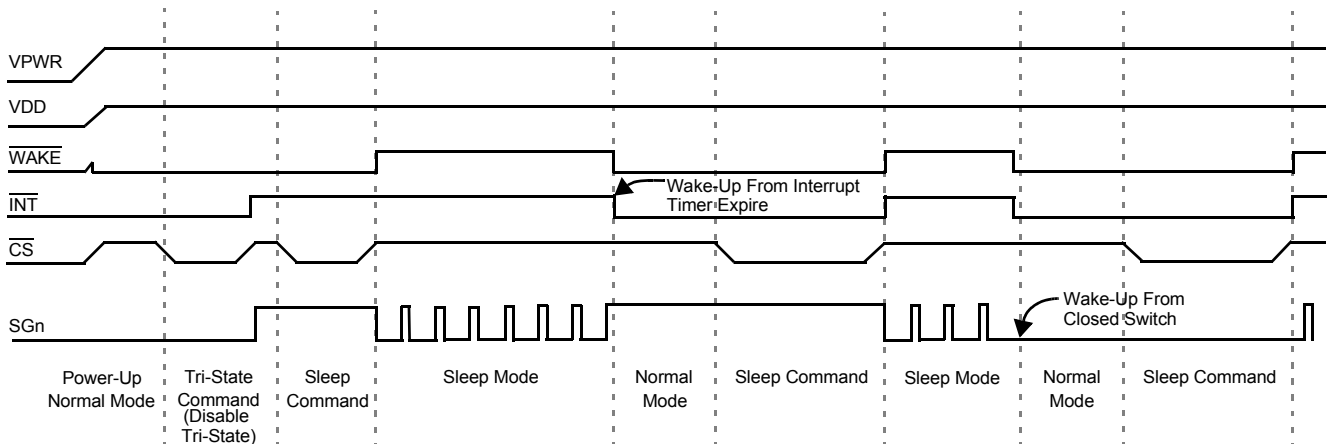 VPWR
VDD
WAKE
Wake-Up From Interrupt
Timer Expire
INT
CS
Wake-Up From
Closed Switch
SGn
Power-Up
Normal Mode
Tri-State
Command
(Disable
Tri-State)
Sleep
Command
Sleep Mode
Normal
Mode
Sleep Command
Sleep Mode
Normal
Mode
Sleep Command